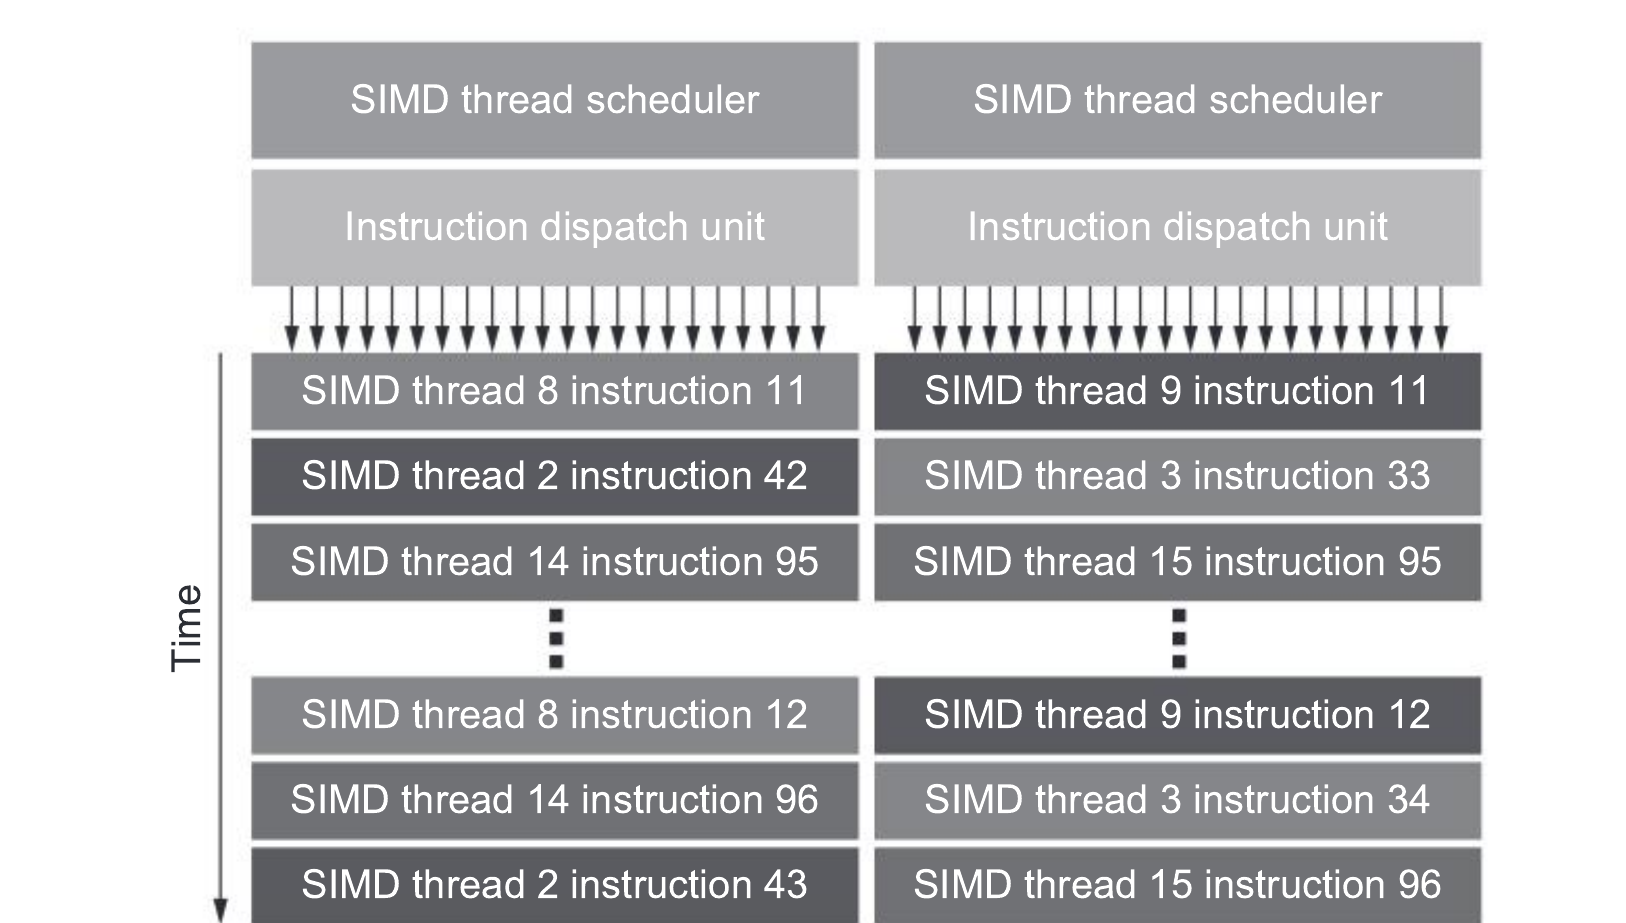 SIMD thread scheduler
SIMD thread scheduler
Instruction dispatch unit
Instruction dispatch unit
SIMD thread 8 instruction 11
SIMD thread 9 instruction 11
SIMD thread 2 instruction 42
SIMD thread 3 instruction 33
SIMD thread 14 instruction 95
SIMD thread 15 instruction 95
Time
SIMD thread 8 instruction 12
SIMD thread 9 instruction 12
SIMD thread 14 instruction 96
SIMD thread 3 instruction 34
SIMD thread 2 instruction 43
SIMD thread 15 instruction 96